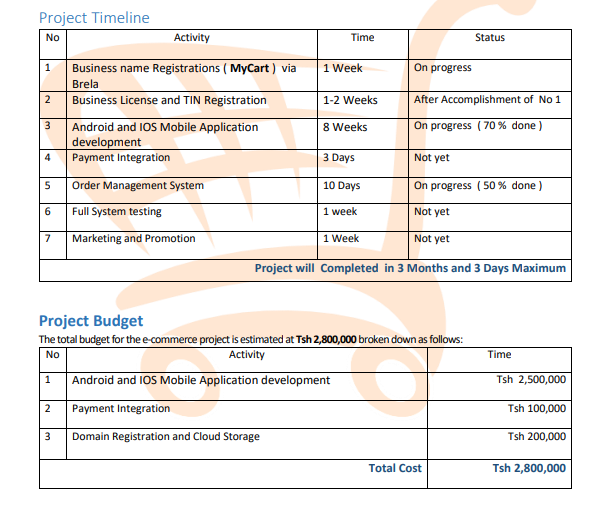 Project Timeline
No Activity Time Status
1 Business name Registrations ( MyCart ) via 1 Week On progress
Brela
2 Business License and TIN Registration 1-2 Weeks After Accomplishment of No 1
3 Android and IOS Mobile Application 8 Weeks On progress ( 70 % done )
development
4 Payment Integration 3 Days Not yet
5 Order Management System 10 Days On progress ( 50 % done )
6 Full System testing 1 week Not yet
7 Marketing and Promotion 1 Week Not yet
Project will Completed in 3 Months and 3 Days Maximum
Project Budget
The total budget for the e-commerce project is estimated at Tsh 2,800,000 broken down as follows:
No Activity Time
1 Android and IOS Mobile Application development Tsh 2,500,000
2 Payment Integration Tsh 100,000
3 Domain Registration and Cloud Storage Tsh 200,000
Total Cost Tsh 2,800,000